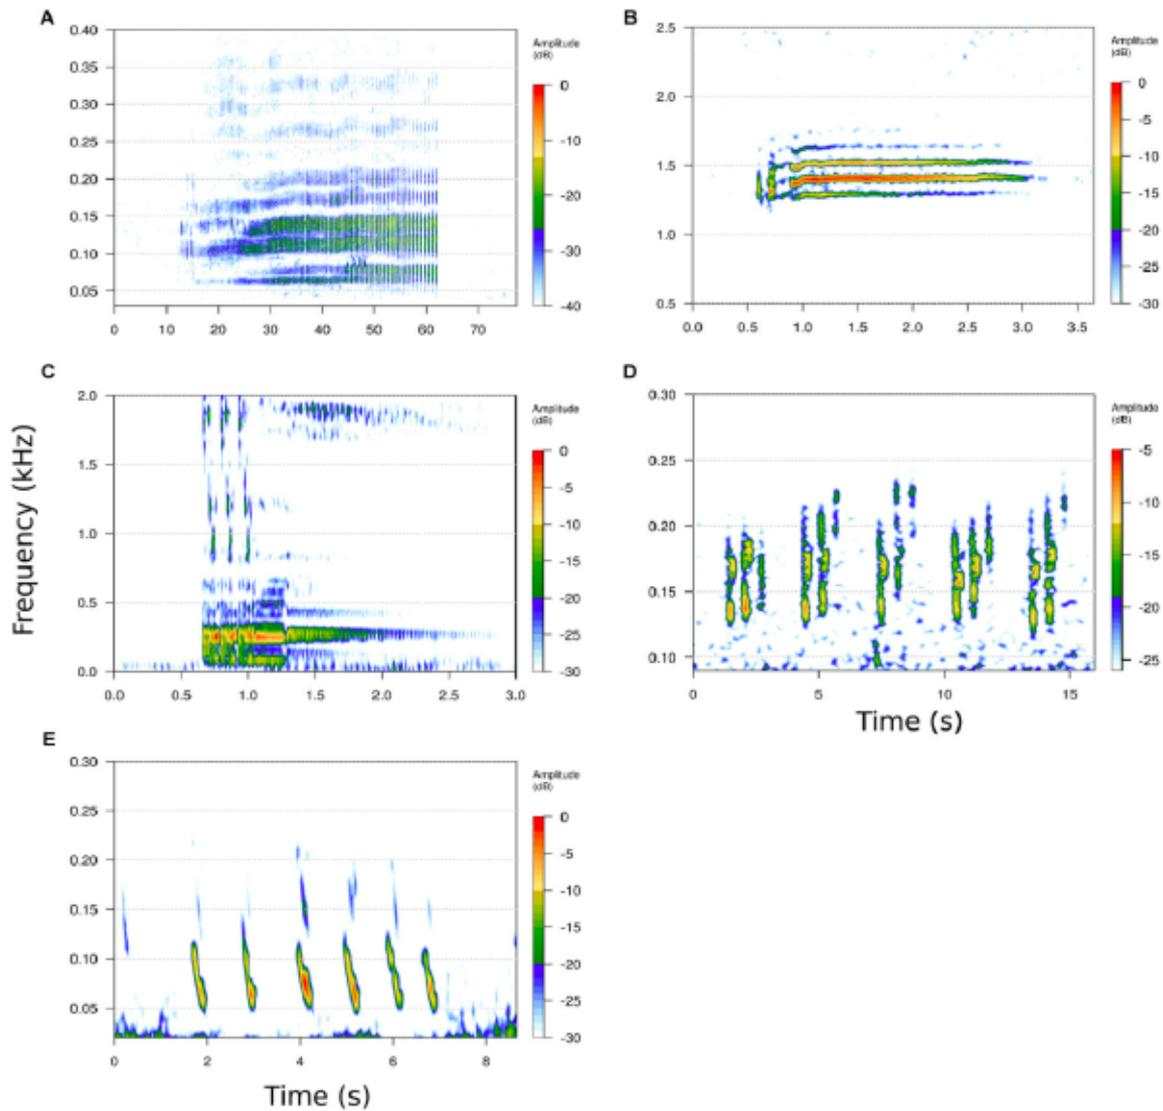 A
0.40
0.35
0.30
0.25
0.20
0.15
0.10
0.05
0 10 20 30 40 50 60 70
Amplitude
(dB)
0
-10
-20
-30
-40
B
2.5
2.0
1.5
1.0
0.5
0.0 0.5 1.0 1.5 2.0 2.5 3.0 3.5
Amplitude
(dB)
0
-5
-10
-15
-20
-25
-30
Frequency (kHz)
C
2.0
1.5
1.0
0.5
0.0
0.0 0.5 1.0 1.5 2.0 2.5 3.0
Amplitude
(dB)
0
-5
-10
-15
-20
-25
-30
D
0.30
0.25
0.20
0.15
0.10
0 5 10 15
Time (s)
Amplitude
(dB)
-5
-10
-15
-20
-25
E
0.30
0.25
0.20
0.15
0.10
0.05
0 2 4 6 8
Time (s)
Amplitude
(dB)
0
-5
-10
-15
-20
-25
-30